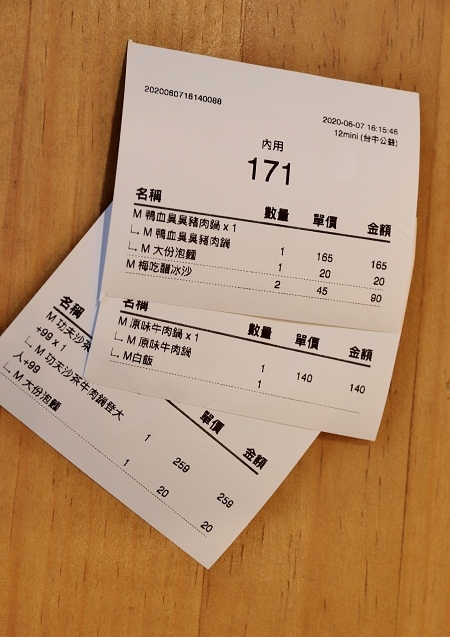 2020060716140088
2020-06-07 16:15:46
12mini (台中公益)
內用
171
名稱 數量 單價 金額
M 鴨血臭臭豬肉鍋 x 1
∟ M 鴨血臭臭豬肉鍋 1 165 165
∟ M 大份泡麵 1 20 20
M 梅吃醋冰沙 2 45 90
名稱 數量 單價 金額
M 原味牛肉鍋 x 1
∟ M 原味牛肉鍋 1 140 140
∟ M白飯 1
名稱 單價 金額
M 功夫沙茶
+99 x 1
∟ M 功夫沙茶牛肉鍋登大
人+99 1 259 259
∟ M 大份泡麵 1 20 20